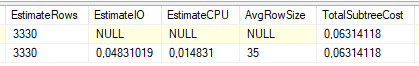 EstimateRows EstimateIO EstimateCPU AvgRowSize TotalSubtreeCost
3330 NULL NULL NULL 0,06314118
3330 0,04831019 0,014831 35 0,06314118